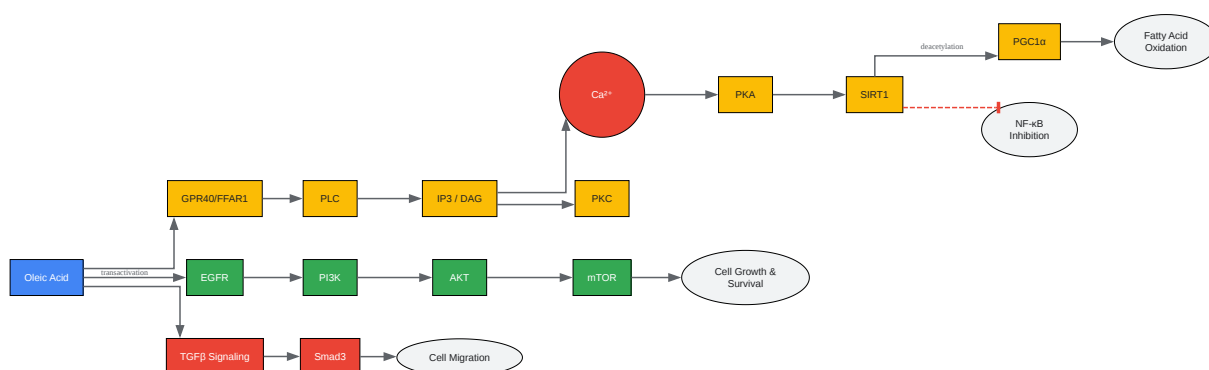 deacetylation
PGC1α
Fatty Acid
Oxidation
Ca²⁺
PKA
SIRT1
NF-κB
Inhibition
GPR40/FFAR1
PLC
IP3 / DAG
PKC
Oleic Acid
transactivation
EGFR
PI3K
AKT
mTOR
Cell Growth &
Survival
TGFβ Signaling
Smad3
Cell Migration